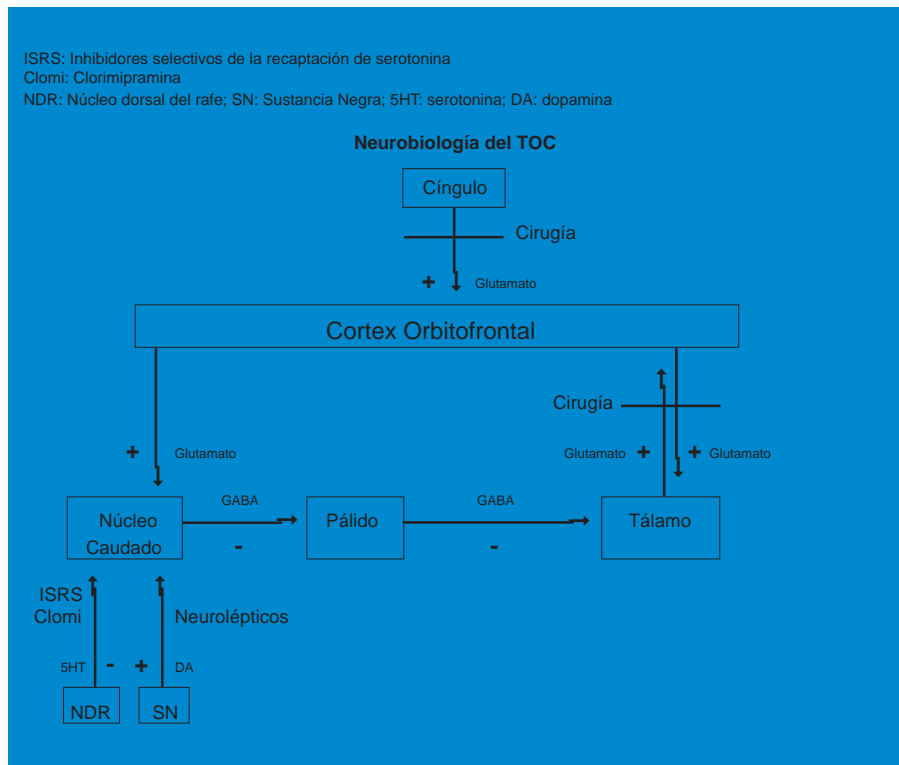 ISRS: Inhibidores selectivos de la recaptación de serotonina
Clomi: Clorimipramina
NDR: Núcleo dorsal del rafe; SN: Sustancia Negra; 5HT: serotonina; DA: dopamina
Neurobiología del TOC
Cíngulo
Cirugía
+ Glutamato
Cortex Orbitofrontal
Cirugía
+ Glutamato
Glutamato + + Glutamato
GABA
GABA
Núcleo
Caudado
Pálido
Tálamo
-
-
ISRS
Clomi
Neurolépticos
5HT - + DA
NDR
SN